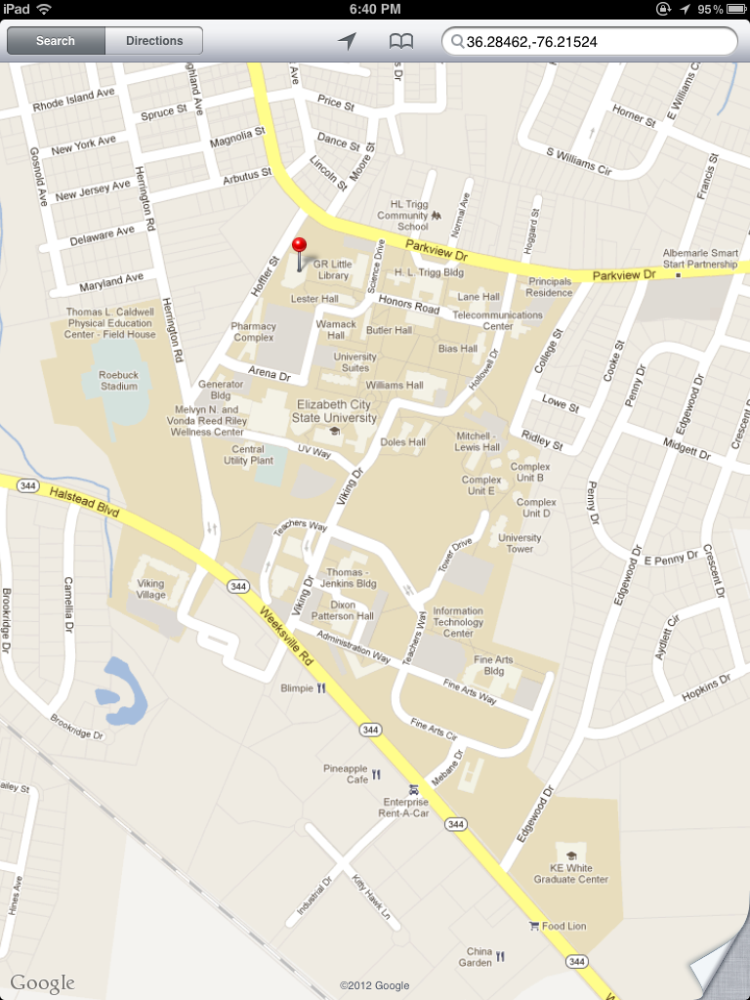 iPad
6:40 PM
95%
Search
Directions
36.28462,-76.21524
Rhode Island Ave
Spruce St
New York Ave
Magnolia St
New Jersey Ave
Arbutus St
Gosnold Ave
Herrington Rd
Delaware Ave
Maryland Ave
Price St
Dance St
Lincoln St
Moore St
Horner St
E Williams Cir
S Williams Cir
Francis St
HL Trigg
Community
School
Normal Ave
Hoggard St
Albemarle Smart
Start Partnership
Parkview Dr
Parkview Dr
Hoffler St
GR Little
Library
Science Drive
H. L. Trigg Bldg
Principals
Residence
Lester Hall
Honors Road
Lane Hall
Telecommunications
Center
Thomas L. Caldwell
Physical Education
Center - Field House
Herrington Rd
Pharmacy
Complex
Wamack
Hall
Butler Hall
Bias Hall
College St
Cooke St
Roebuck
Stadium
Arena Dr
University
Suites
Williams Hall
Hollowell Dr
Penny Dr
Edgewood Dr
Generator
Bldg
Elizabeth City
State University
Lowe St
Melvyn N. and
Vonda Reed Riley
Wellness Center
Doles Hall
Mitchell -
Lewis Hall
Ridley St
Midgett Dr
Central
Utility Plant
UV Way
Complex
Unit B
Complex
Unit E
Complex
Unit D
Viking Dr
344
Halstead Blvd
Penny Dr
Teachers Way
University
Tower
Tower Drive
E Penny Dr
Crescent Dr
Edgewood Dr
Viking
Village
344
Thomas -
Jenkins Bldg
Viking Dr
Dixon
Patterson Hall
Information
Technology
Center
Brookridge Dr
Camellia Dr
Weeksville Rd
Administration Way
Aydlett Cir
Fine Arts
Bldg
Hopkins Dr
Blimpie
Fine Arts Way
Brookridge Dr
344
Fine Arts Cir
Mebane Dr
Pineapple
Cafe
Enterprise
Rent-A-Car
344
Edgewood Dr
Hines Ave
Industrial Dr
Kitty Hawk Ln
KE White
Graduate Center
Food Lion
China
Garden
344
Google
©2012 Google